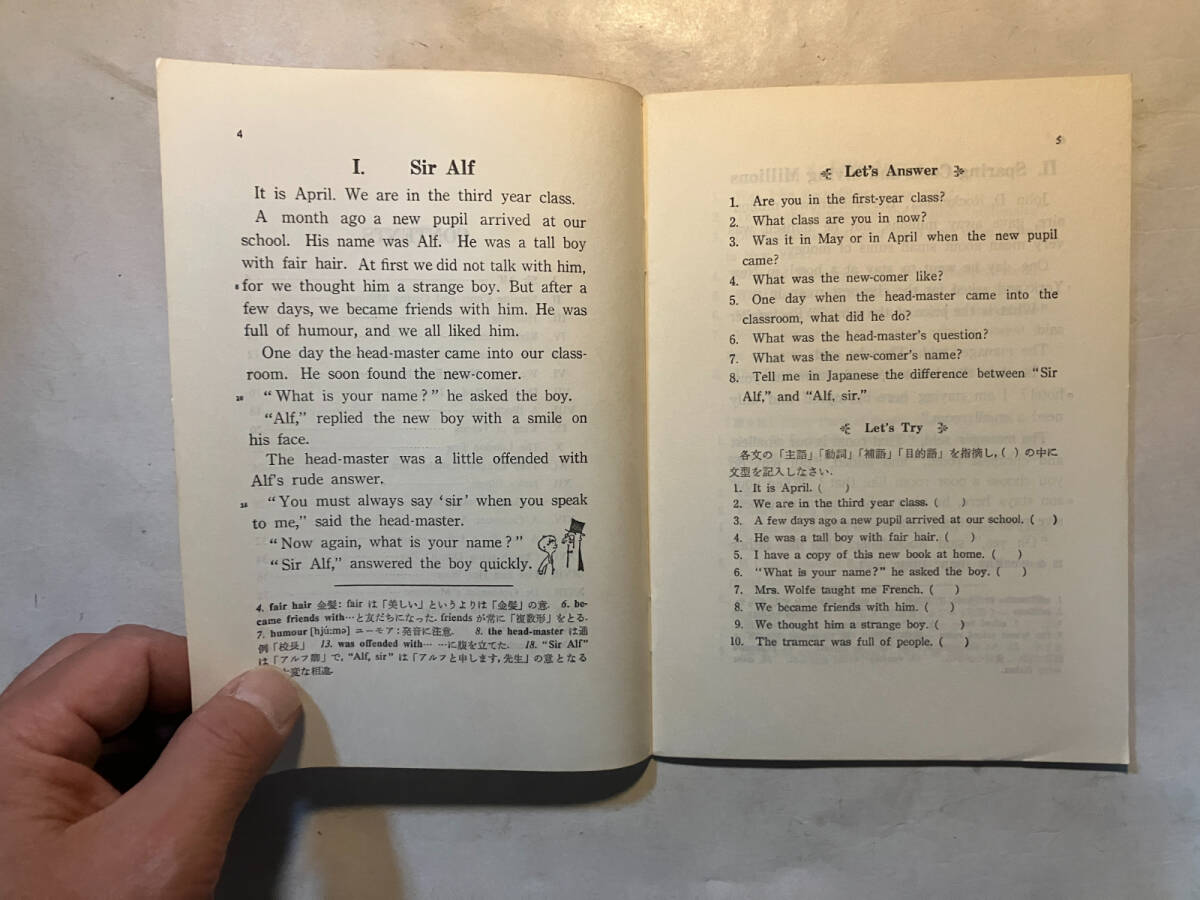 4
I. Sir Alf
It is April. We are in the third year class.
A month ago a new pupil arrived at our
school. His name was Alf. He was a tall boy
with fair hair. At first we did not talk with him,
5 for we thought him a strange boy. But after a
few days, we became friends with him. He was
full of humour, and we all liked him.
One day the head-master came into our class-
room. He soon found the new-comer.
10 "What is your name?" he asked the boy.
"Alf," replied the new boy with a smile on
his face.
The head-master was a little offended with
Alf's rude answer.
15 "You must always say 'sir' when you speak
to me," said the head-master.
"Now again, what is your name?"
"Sir Alf," answered the boy quickly.
4. fair hair 金髪: fair は「美しい」というよりは「金髪」の意. 6. be-
came friends with…と友だちになった. friends が常に「複数形」をとる.
7. humour [hjú:mə] ユーモア: 発音に注意. 8. the head-master は通
例「校長」 13. was offended with… …に腹を立てた. 18. "Sir Alf"
は「アルフ卿」で, "Alf, sir" は「アルフと申します, 先生」の意となる
大変な相違.
5
Let's Answer
1. Are you in the first-year class?
2. What class are you in now?
3. Was it in May or in April when the new pupil
came?
4. What was the new-comer like?
5. One day when the head-master came into the
classroom, what did he do?
6. What was the head-master's question?
7. What was the new-comer's name?
8. Tell me in Japanese the difference between "Sir
Alf," and "Alf, sir."
Let's Try
各文の「主語」「動詞」「補語」「目的語」を指摘し, ( ) の中に
文型を記入しなさい.
1. It is April. ( )
2. We are in the third year class. ( )
3. A few days ago a new pupil arrived at our school. ( )
4. He was a tall boy with fair hair. ( )
5. I have a copy of this new book at home. ( )
6. "What is your name?" he asked the boy. ( )
7. Mrs. Wolfe taught me French. ( )
8. We became friends with him. ( )
9. We thought him a strange boy. ( )
10. The tramcar was full of people. ( )